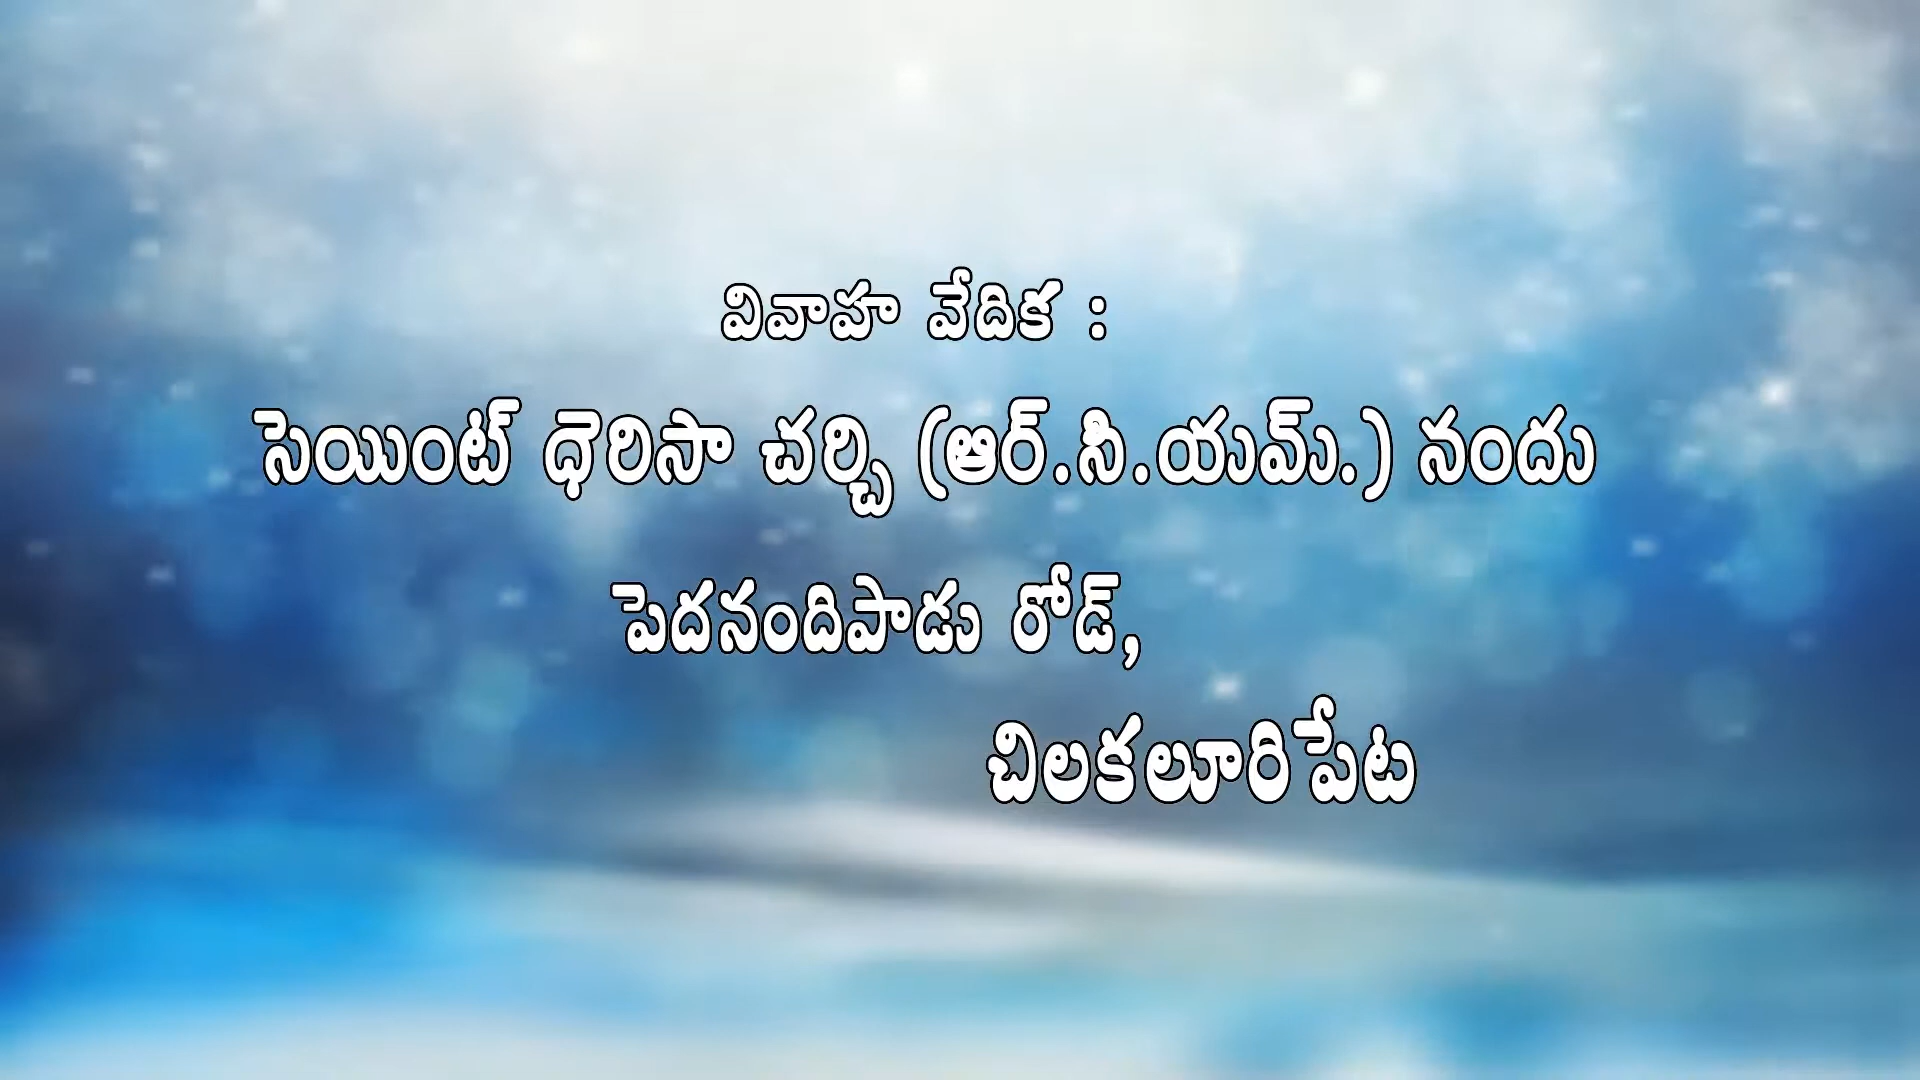 వివాహ వేదిక :
సెయింట్ థెరిసా చర్చి (ఆర్.సి.యమ్.) నందు
పెదనందిపాడు రోడ్,
చిలకలూరిపేట